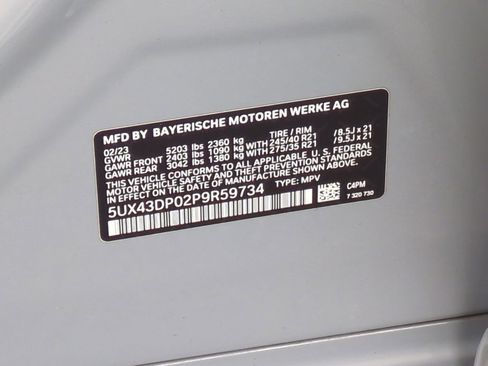 MFD BY BAYERISCHE MOTOREN WERKE AG
02/23 TIRE / RIM
GVWR 5203 lbs 2360 kg
GAWR FRONT 2403 lbs 1090 kg 245/40 R21 /8.5J x 21
GAWR REAR 3042 lbs 1380 kg 275/35 R21 /9.5J x 21
THIS VEHICLE CONFORMS TO ALL APPLICABLE U.S. FEDERAL
MOTOR VEHICLE SAFETY AND THEFT PREVENTION STANDARDS
IN EFFECT ON THE DATE OF MANUFACTURE SHOWN ABOVE.
5UX43DP02P9R59734 TYPE: MPV
C4PM
7 320 730